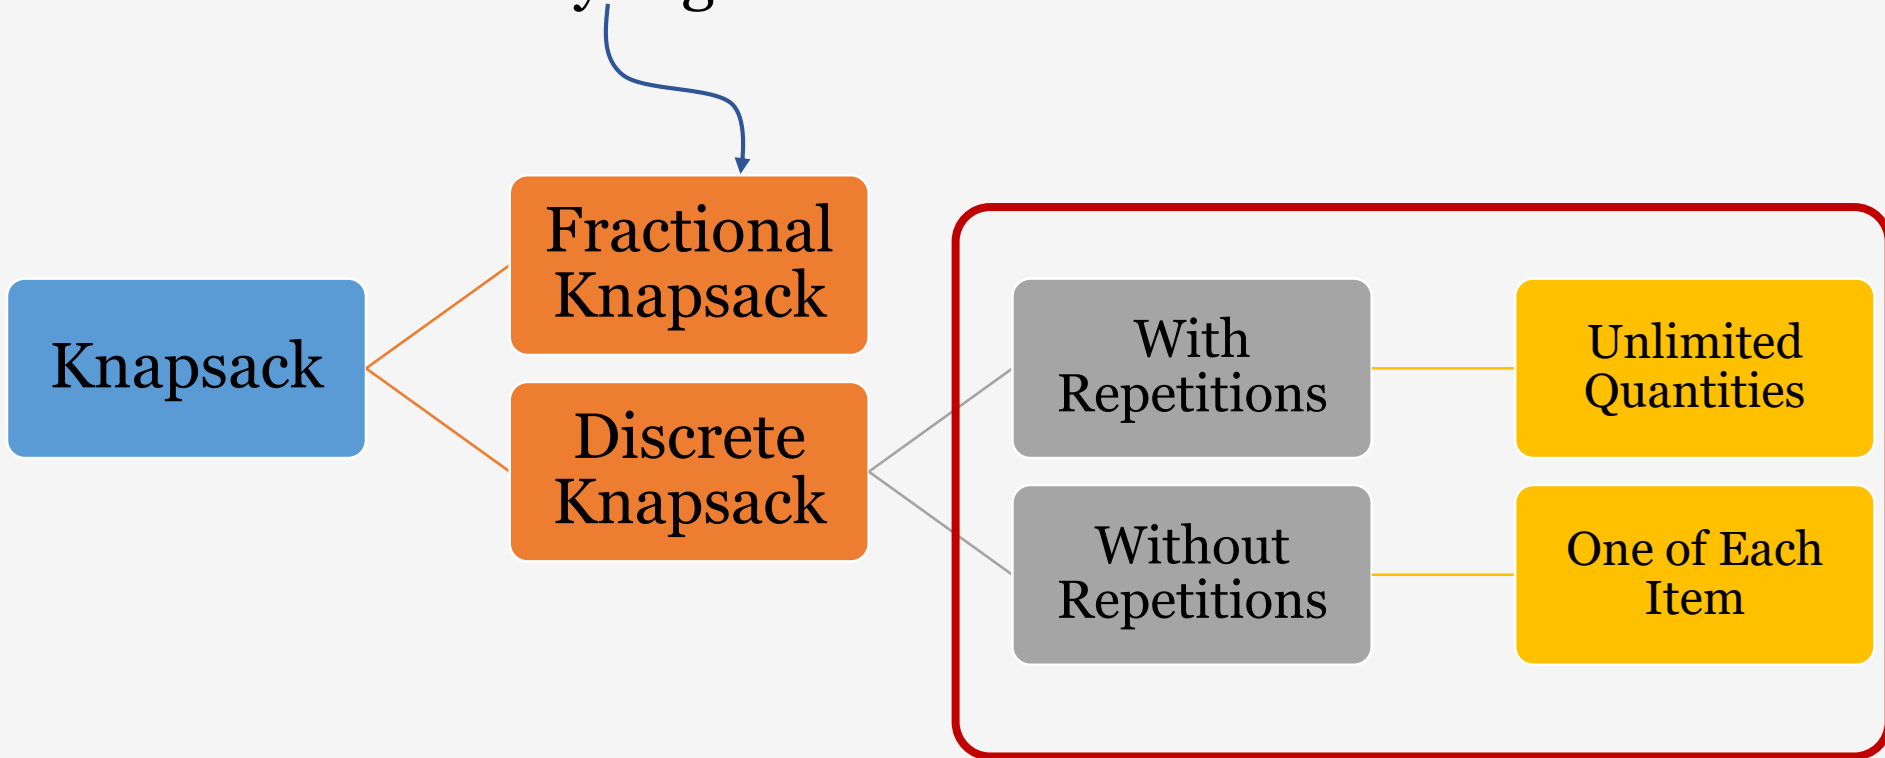 Knapsack
Fractional
Knapsack
Discrete
Knapsack
With
Repetitions
Without
Repetitions
Unlimited
Quantities
One of Each
Item